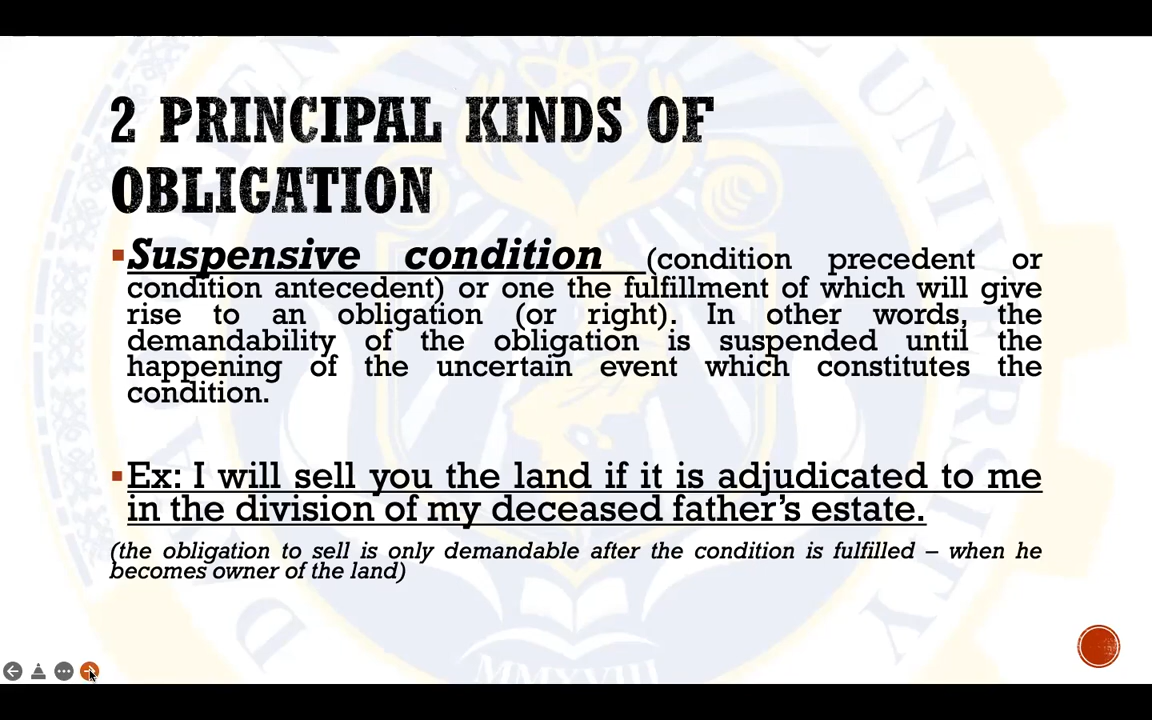 2 PRINCIPAL KINDS OF
OBLIGATION
▪Suspensive condition (condition precedent or
condition antecedent) or one the fulfillment of which will give
rise to an obligation (or right). In other words, the
demandability of the obligation is suspended until the
happening of the uncertain event which constitutes the
condition.
▪Ex: I will sell you the land if it is adjudicated to me
in the division of my deceased father's estate.
(the obligation to sell is only demandable after the condition is fulfilled – when he
becomes owner of the land)
MMXVIII